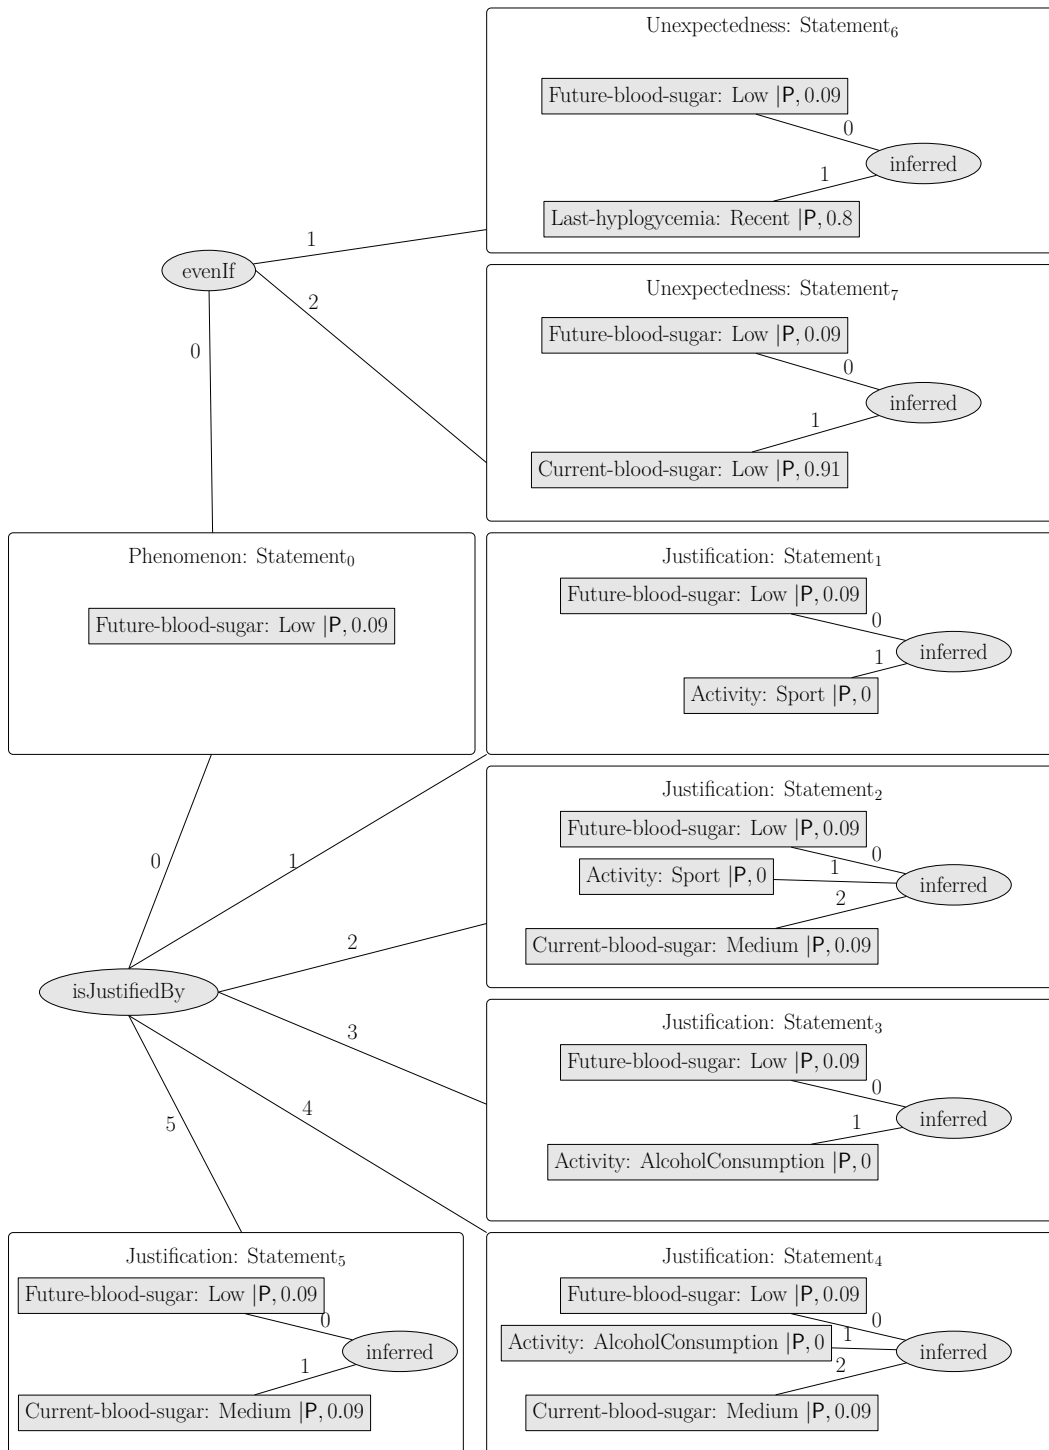 Unexpectedness: Statement₆
Future-blood-sugar: Low |P, 0.09
0
inferred
1
Last-hyplogycemia: Recent |P, 0.8
1
evenIf
2
0
Unexpectedness: Statement₇
Future-blood-sugar: Low |P, 0.09
0
inferred
1
Current-blood-sugar: Low |P, 0.91
Phenomenon: Statement₀
Future-blood-sugar: Low |P, 0.09
Justification: Statement₁
Future-blood-sugar: Low |P, 0.09
0
inferred
1
Activity: Sport |P, 0
0
1
2
isJustifiedBy
3
4
5
Justification: Statement₂
Future-blood-sugar: Low |P, 0.09
0
Activity: Sport |P, 0
1
inferred
2
Current-blood-sugar: Medium |P, 0.09
Justification: Statement₃
Future-blood-sugar: Low |P, 0.09
0
inferred
1
Activity: AlcoholConsumption |P, 0
Justification: Statement₅
Future-blood-sugar: Low |P, 0.09
0
inferred
1
Current-blood-sugar: Medium |P, 0.09
Justification: Statement₄
Future-blood-sugar: Low |P, 0.09
0
Activity: AlcoholConsumption |P, 0
1
inferred
2
Current-blood-sugar: Medium |P, 0.09